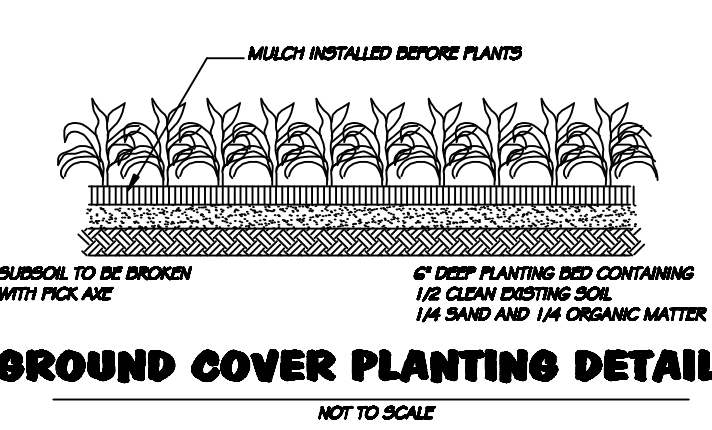 MULCH INSTALLED BEFORE PLANTS
SUBSOIL TO BE BROKEN
WITH PICK AXE
6" DEEP PLANTING BED CONTAINING
1/2 CLEAN EXISTING SOIL
1/4 SAND AND 1/4 ORGANIC MATTER
GROUND COVER PLANTING DETAIL
NOT TO SCALE